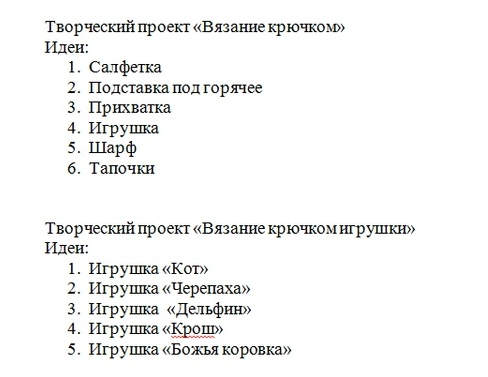 Творческий проект «Вязание крючком»
Идеи:
1. Салфетка
2. Подставка под горячее
3. Прихватка
4. Игрушка
5. Шарф
6. Тапочки
Творческий проект «Вязание крючком игрушки»
Идеи:
1. Игрушка «Кот»
2. Игрушка «Черепаха»
3. Игрушка «Дельфин»
4. Игрушка «Крош»
5. Игрушка «Божья коровка»